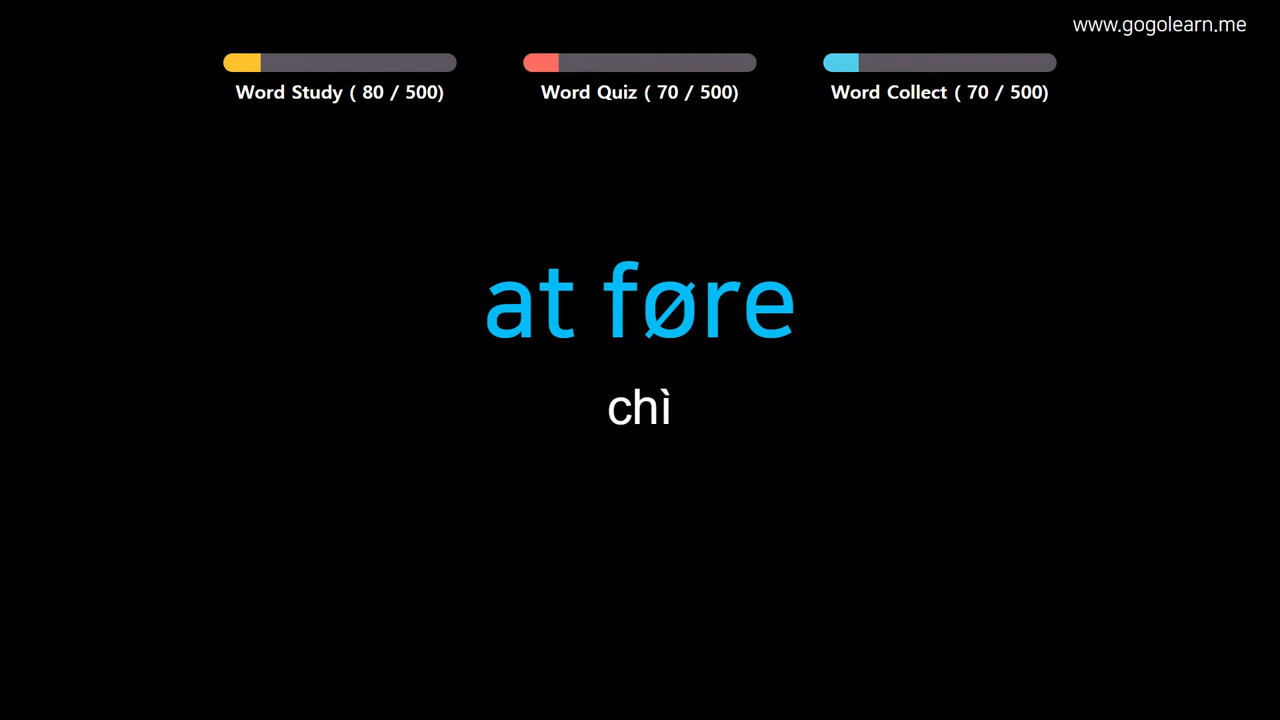 www.gogolearn.me
Word Study ( 80 / 500)
Word Quiz ( 70 / 500)
Word Collect ( 70 / 500)
at føre
chì